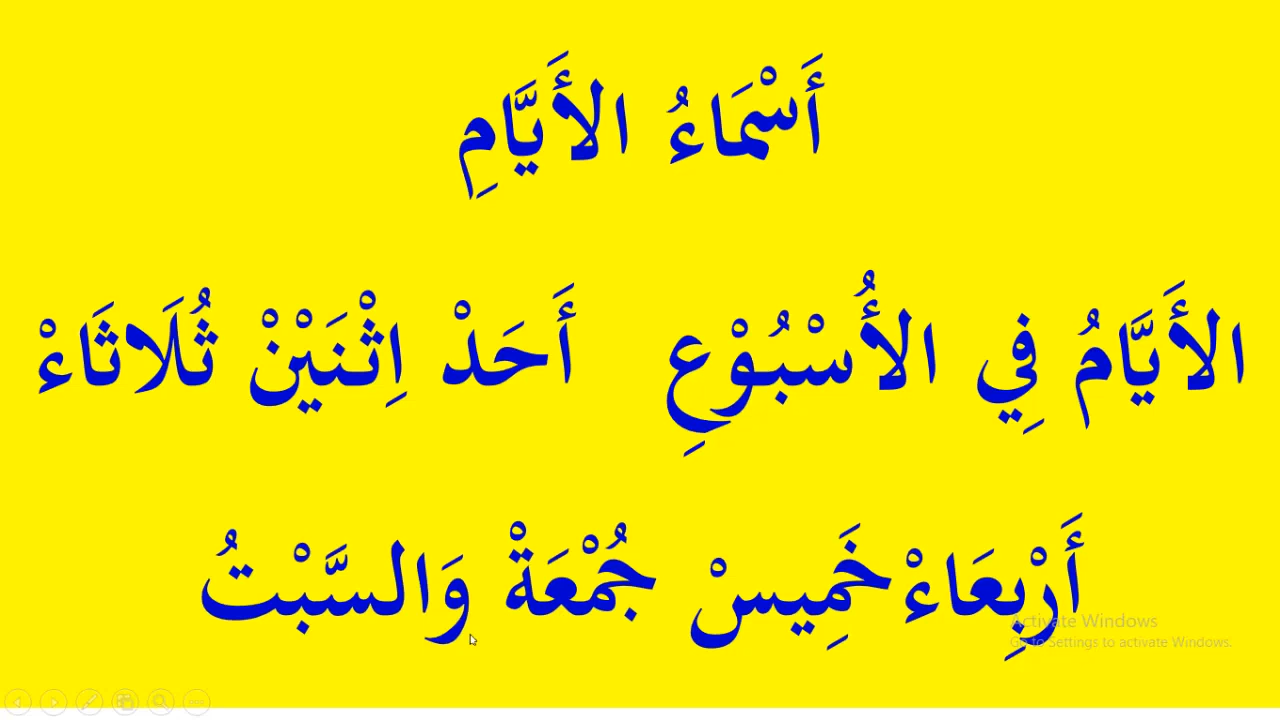 أَسْمَاءُ الأَيَّامِ
الأَيَّامُ فِي الأُسْبُوْعِ أَحَدْ اِثْنَيْنْ ثُلَاثَاءْ
أَرْبِعَاءْ خَمِيسْ جُمْعَةْ وَالسَّبْتُ
Activate Windows
Go to Settings to activate Windows.